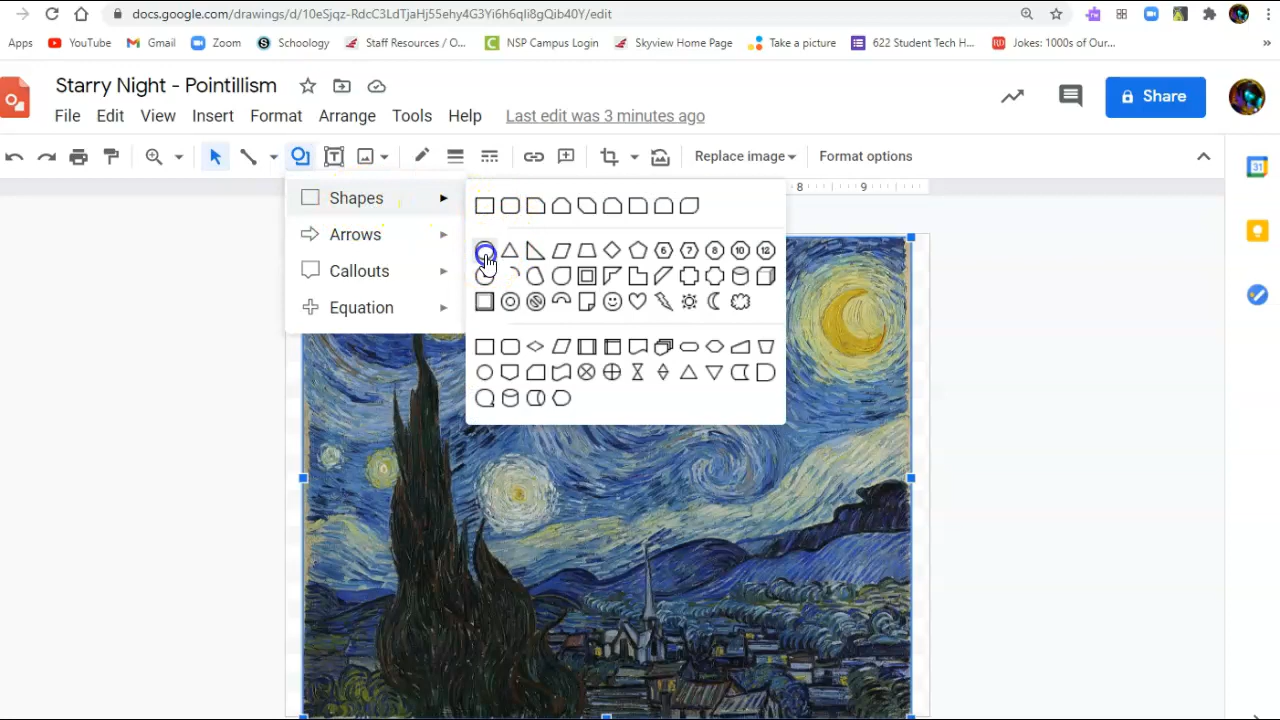 docs.google.com/drawings/d/10eSjqz-RdcC3LdTjaHj55ehy4G3Yi6h6qli8gQib40Y/edit
Apps YouTube Gmail Zoom Schoology Staff Resources / O... NSP Campus Login Skyview Home Page Take a picture 622 Student Tech H... Jokes: 1000s of Our... »
Starry Night - Pointillism
File Edit View Insert Format Arrange Tools Help Last edit was 3 minutes ago
Share
Replace image Format options
31
8 9
Shapes
Arrows
Callouts
Equation
6 7 8 10 12